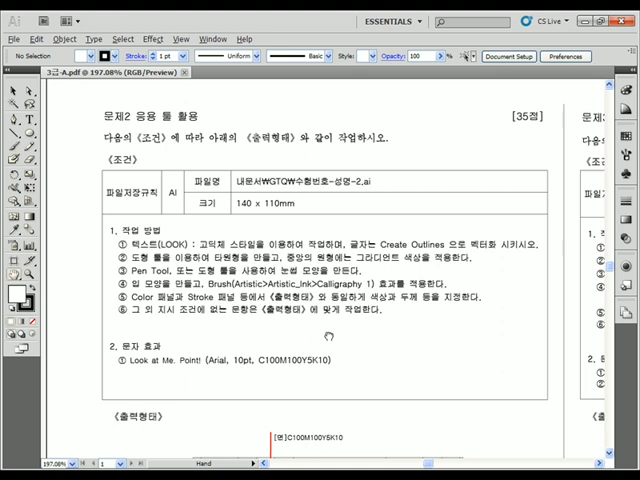 Ai Br ESSENTIALS CS Live
File Edit Object Type Select Effect View Window Help
No Selection Stroke: 1 pt Uniform Basic Style: Opacity: 100 % Document Setup Preferences
3급-A.pdf @ 197.08% (RGB/Preview)
문제2 응용 툴 활용 [35점]
다음의 《조건》에 따라 아래의 《출력형태》와 같이 작업하시오.
《조건》
파일저장규칙 AI 파일명 내문서₩GTQ₩수험번호-성명-2.ai
크기 140 x 110mm
1. 작업 방법
① 텍스트(LOOK) : 고딕체 스타일을 이용하여 작업하며, 글자는 Create Outlines 으로 벡터화 시키시오.
② 도형 툴을 이용하여 타원형을 만들고, 중앙의 원형에는 그라디언트 색상을 적용한다.
③ Pen Tool, 또는 도형 툴을 사용하여 눈썹 모양을 만든다.
④ 입 모양을 만들고, Brush(Artistic>Artistic_Ink>Calligraphy 1) 효과를 적용한다.
⑤ Color 패널과 Stroke 패널 등에서 《출력형태》와 동일하게 색상과 두께 등을 지정한다.
⑥ 그 외 지시 조건에 없는 문항은 《출력형태》에 맞게 작업한다.
2. 문자 효과
① Look at Me. Point! (Arial, 10pt, C100M100Y5K10)
《출력형태》
[면]C100M100Y5K10
문제3
197.08% 1 Hand